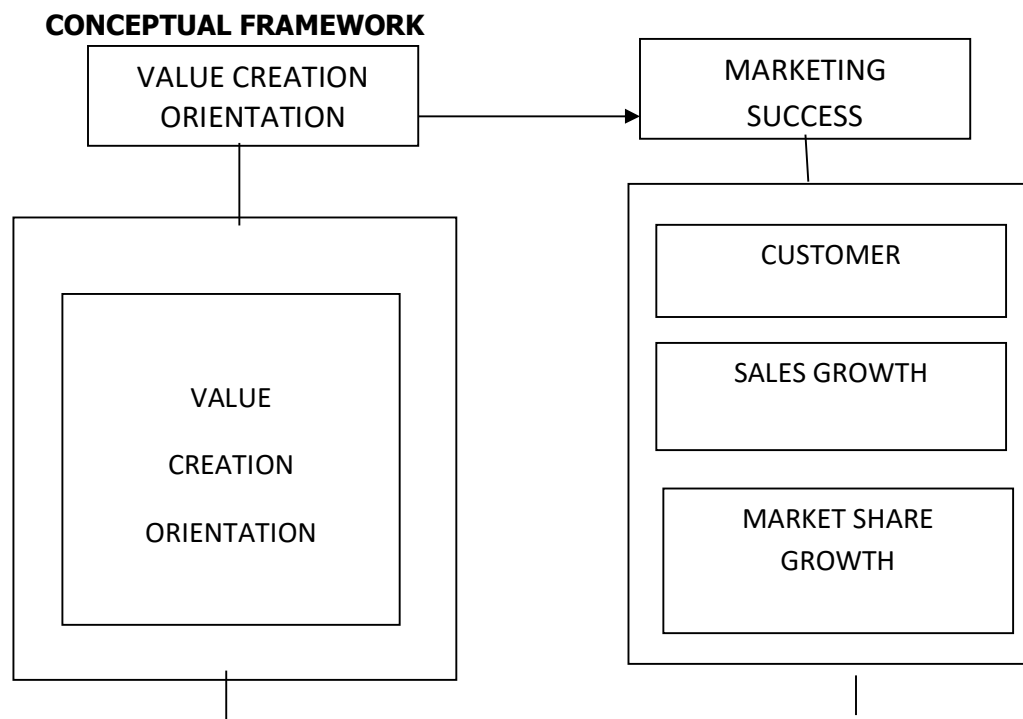 CONCEPTUAL FRAMEWORK
VALUE CREATION
ORIENTATION
MARKETING
SUCCESS
VALUE
CREATION
ORIENTATION
CUSTOMER
SALES GROWTH
MARKET SHARE
GROWTH